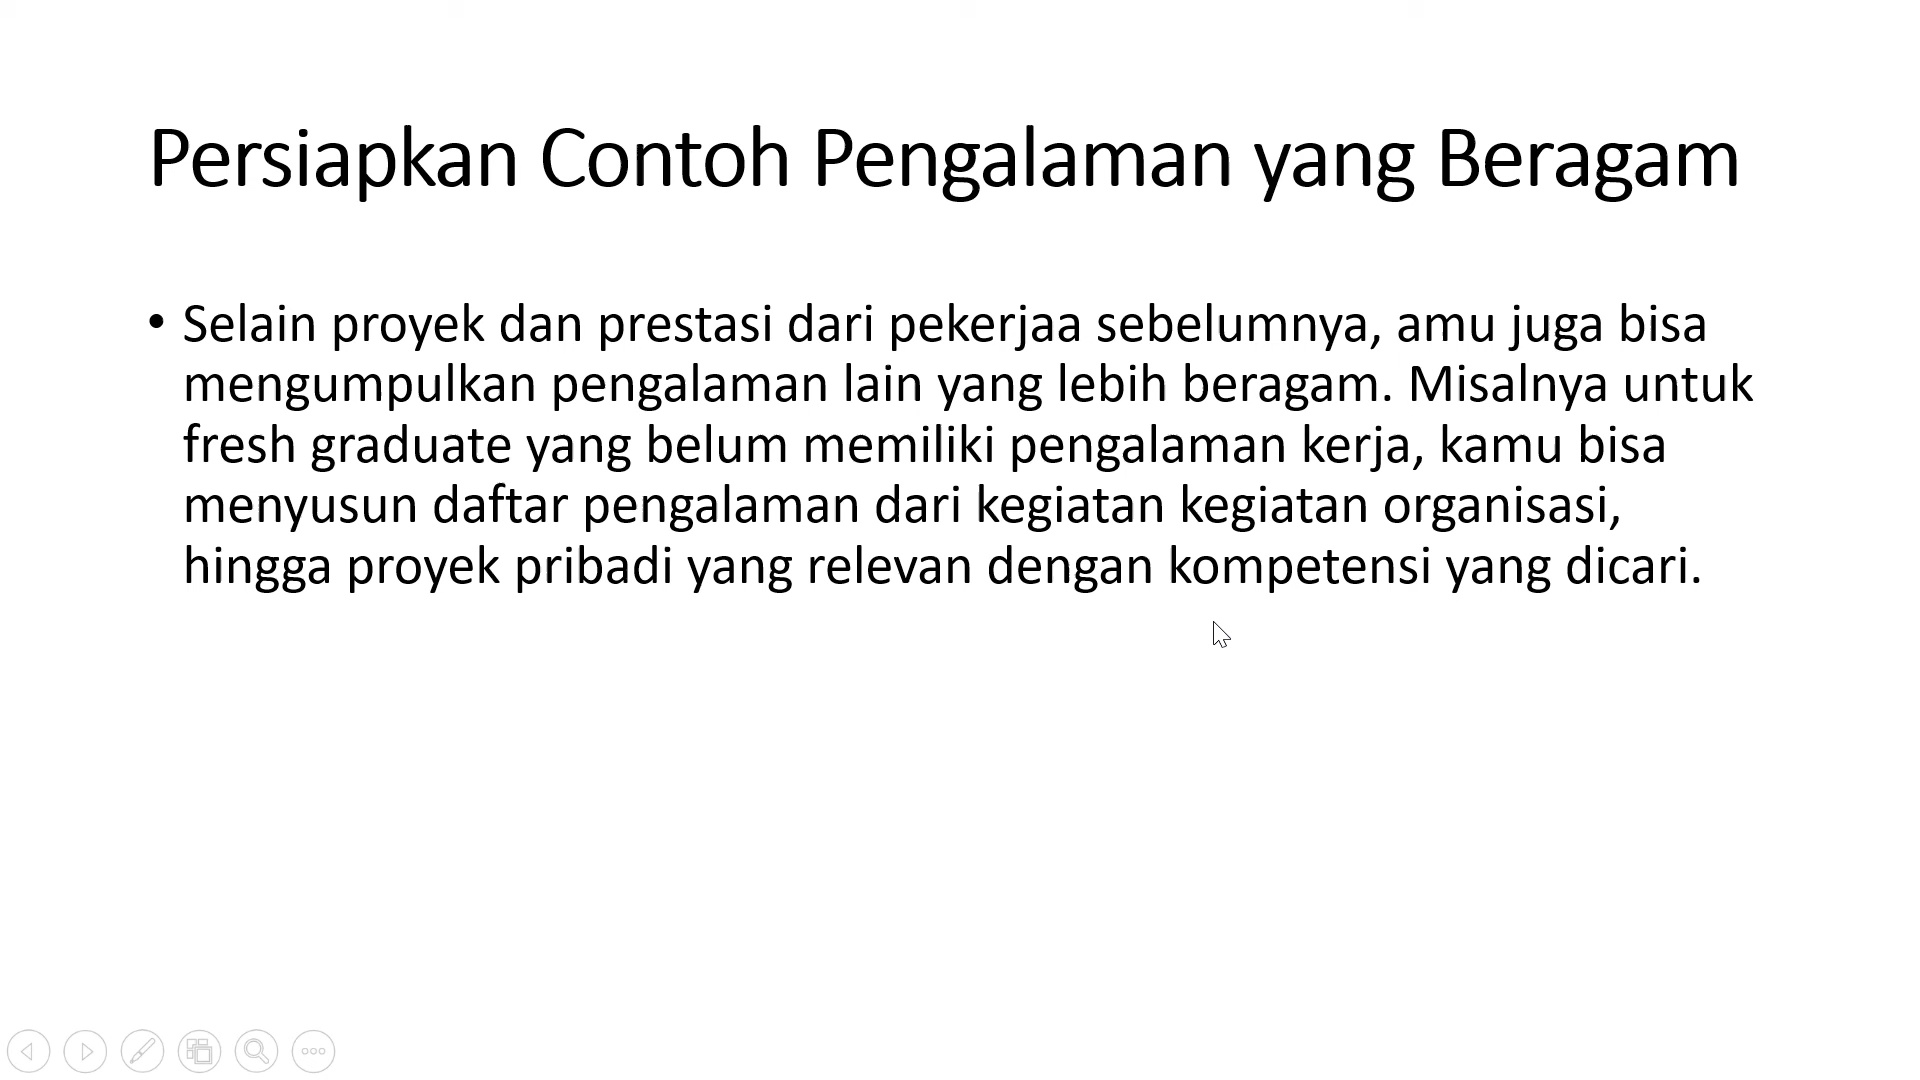 Persiapkan Contoh Pengalaman yang Beragam
• Selain proyek dan prestasi dari pekerjaa sebelumnya, amu juga bisa
mengumpulkan pengalaman lain yang lebih beragam. Misalnya untuk
fresh graduate yang belum memiliki pengalaman kerja, kamu bisa
menyusun daftar pengalaman dari kegiatan kegiatan organisasi,
hingga proyek pribadi yang relevan dengan kompetensi yang dicari.